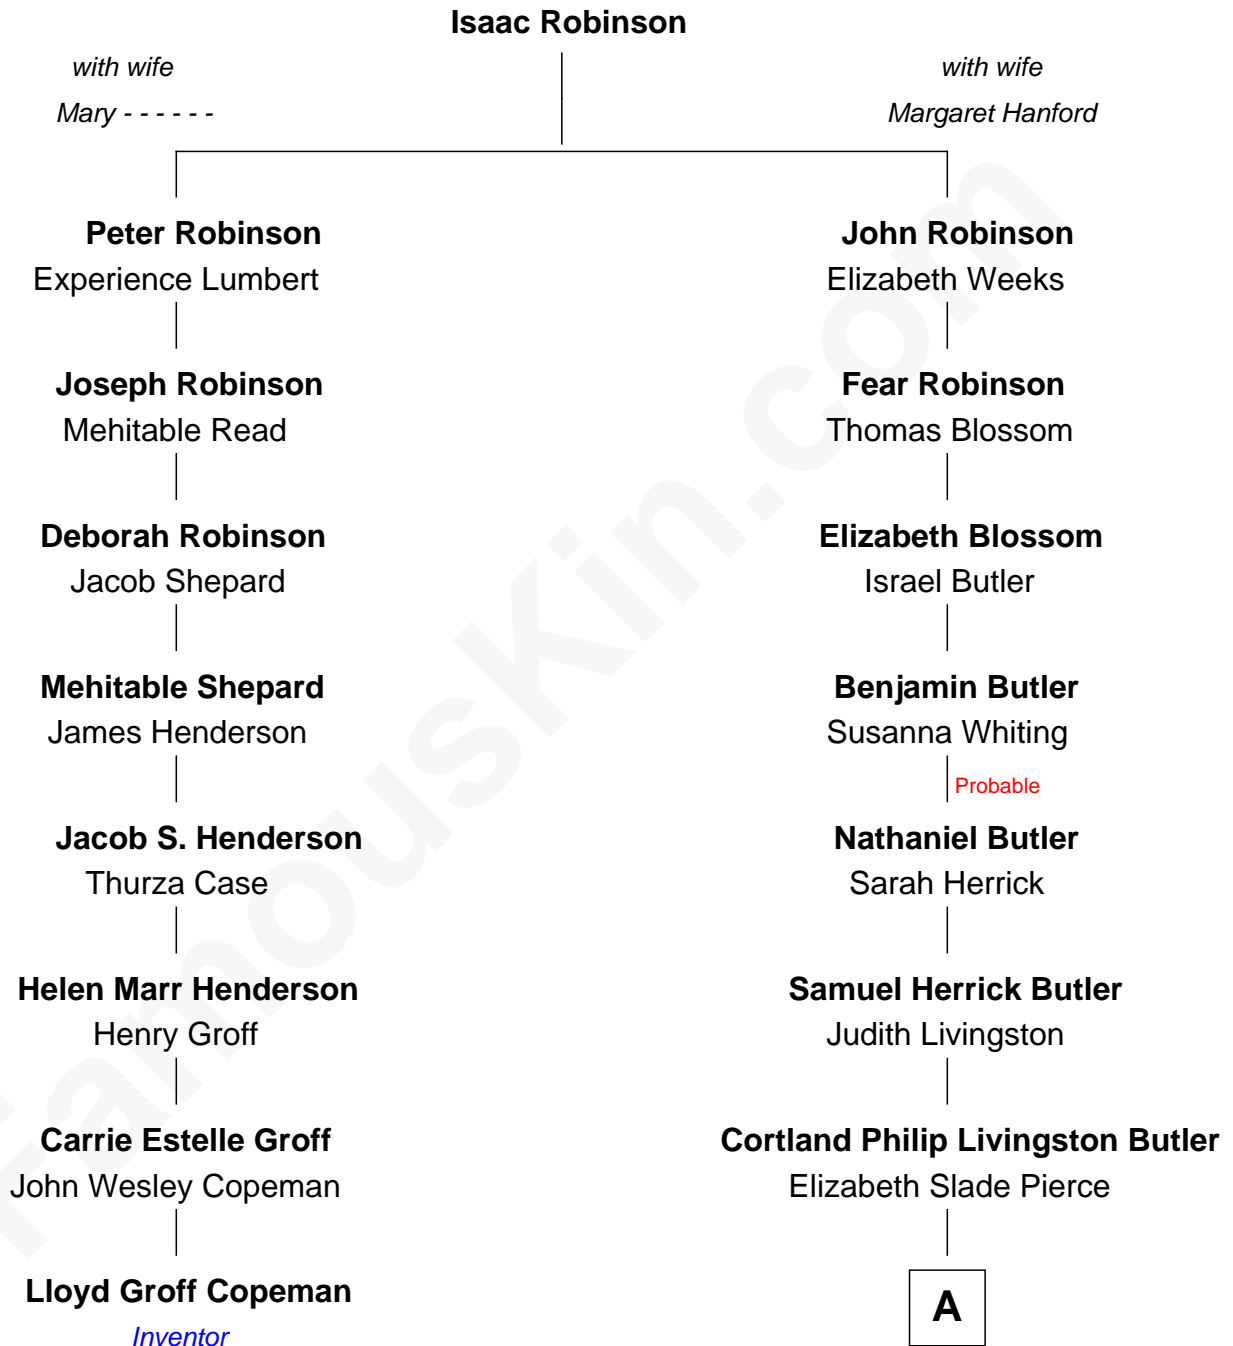 Isaac Robinson
with wife
Mary - - - - - -
with wife
Margaret Hanford
Peter Robinson
Experience Lumbert
John Robinson
Elizabeth Weeks
Joseph Robinson
Mehitable Read
Fear Robinson
Thomas Blossom
Deborah Robinson
Jacob Shepard
Elizabeth Blossom
Israel Butler
Mehitable Shepard
James Henderson
Benjamin Butler
Susanna Whiting
Probable
Jacob S. Henderson
Thurza Case
Nathaniel Butler
Sarah Herrick
Helen Marr Henderson
Henry Groff
Samuel Herrick Butler
Judith Livingston
Carrie Estelle Groff
John Wesley Copeman
Cortland Philip Livingston Butler
Elizabeth Slade Pierce
Lloyd Groff Copeman
Inventor
A
FamousKin.com